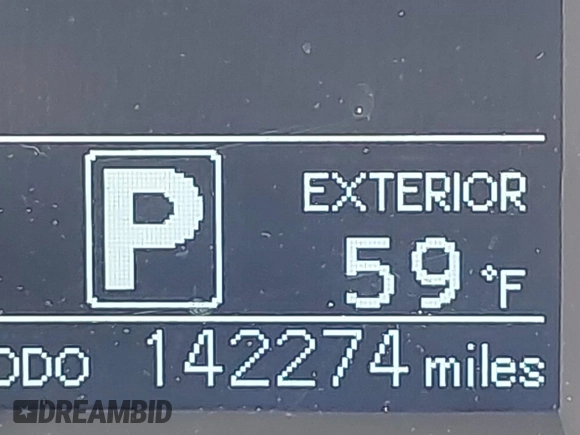 P
EXTERIOR
59 °F
ODO 142274 miles
DREAMBID